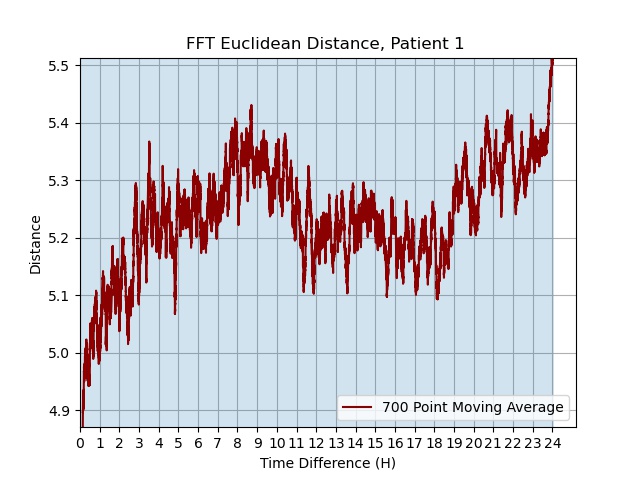 FFT Euclidean Distance, Patient 1
5.5
5.4
5.3
5.2
5.1
5.0
4.9
Distance
700 Point Moving Average
0 1 2 3 4 5 6 7 8 9 10 11 12 13 14 15 16 17 18 19 20 21 22 23 24
Time Difference (H)